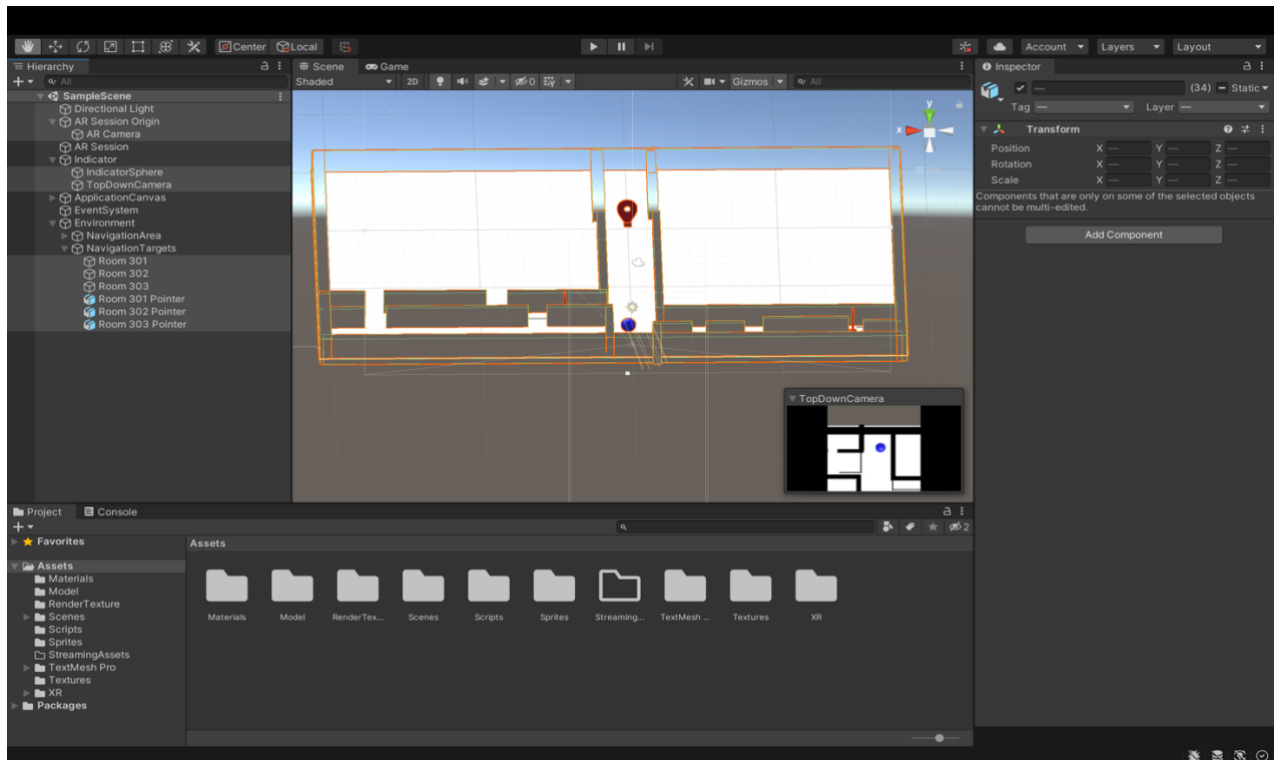 Center Local Account Layers Layout
Hierarchy
All
SampleScene
Directional Light
AR Session Origin
AR Camera
AR Session
Indicator
IndicatorSphere
TopDownCamera
ApplicationCanvas
EventSystem
Environment
NavigationArea
NavigationTargets
Room 301
Room 302
Room 303
Room 301 Pointer
Room 302 Pointer
Room 303 Pointer
Scene Game
Shaded 2D 0 Gizmos All
y
x
TopDownCamera
Inspector
— (34) Static
Tag — Layer —
Transform
Position X — Y — Z —
Rotation X — Y — Z —
Scale X — Y — Z —
Components that are only on some of the selected objects
cannot be multi-edited.
Add Component
Project Console
2
Favorites
Assets
Materials
Model
RenderTexture
Scenes
Scripts
Sprites
StreamingAssets
TextMesh Pro
Textures
XR
Packages
Assets
Materials Model RenderTex... Scenes Scripts Sprites Streaming... TextMesh ... Textures XR